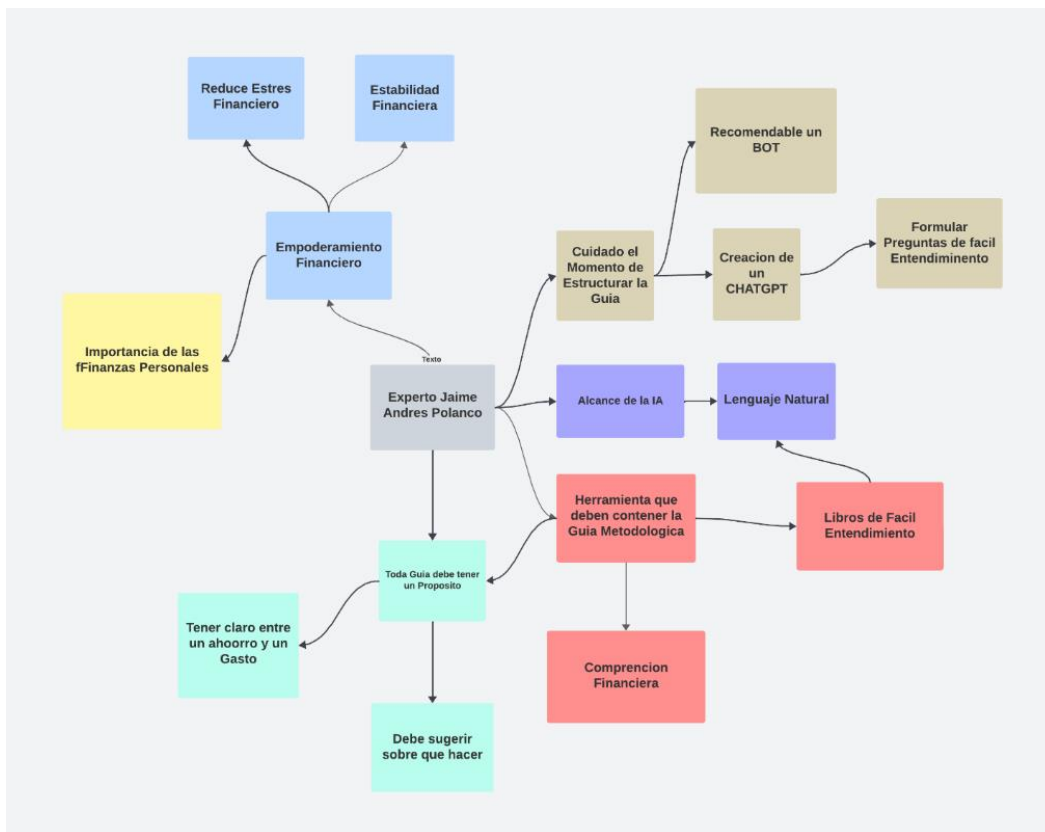 Reduce Estres
Financiero
Estabilidad
Financiera
Recomendable un
BOT
Empoderamiento
Financiero
Cuidado el
Momento de
Estructurar la
Guia
Creacion de
un
CHATGPT
Formular
Preguntas de facil
Entendiminento
Importancia de las
fFinanzas Personales
Texto
Experto Jaime
Andres Polanco
Alcance de la IA
Lenguaje Natural
Herramienta que
deben contener la
Guia Metodologica
Libros de Facil
Entendimiento
Toda Guia debe tener
un Proposito
Tener claro entre
un ahoorro y un
Gasto
Comprencion
Financiera
Debe sugerir
sobre que hacer